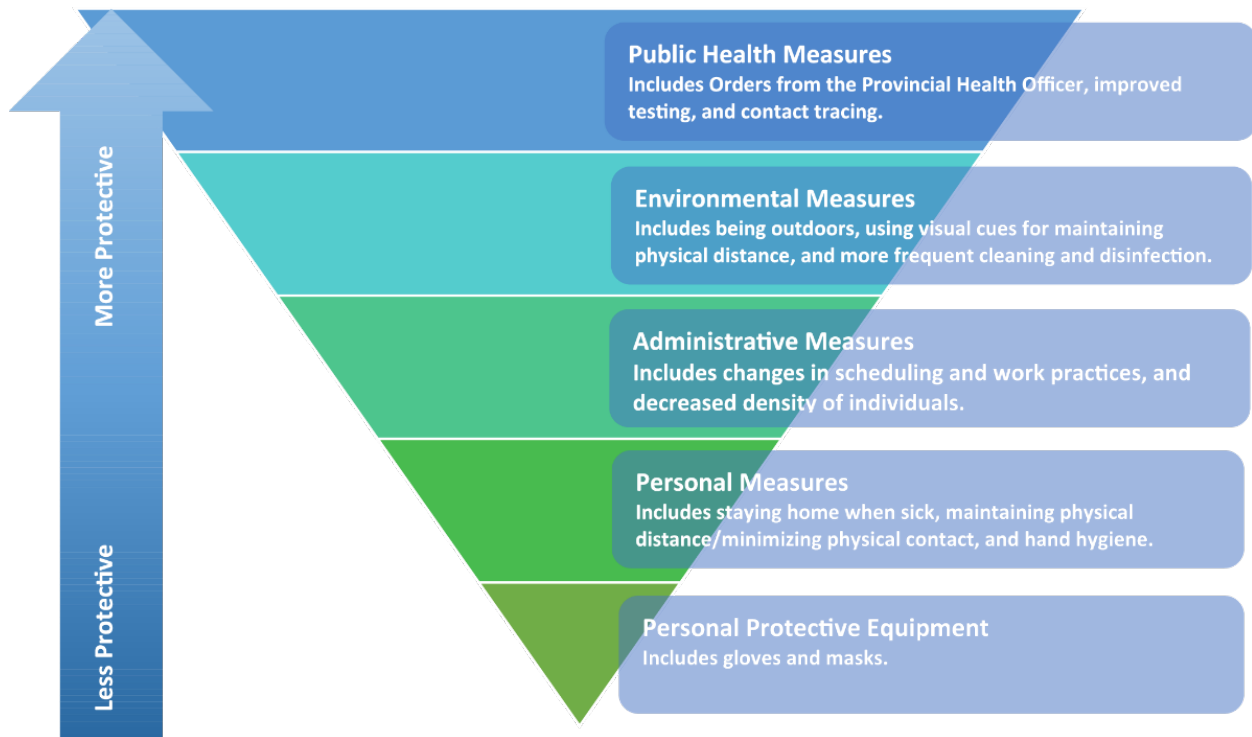 More Protective
Less Protective
Public Health Measures
Includes Orders from the Provincial Health Officer, improved
testing, and contact tracing.
Environmental Measures
Includes being outdoors, using visual cues for maintaining
physical distance, and more frequent cleaning and disinfection.
Administrative Measures
Includes changes in scheduling and work practices, and
decreased density of individuals.
Personal Measures
Includes staying home when sick, maintaining physical
distance/minimizing physical contact, and hand hygiene.
Personal Protective Equipment
Includes gloves and masks.